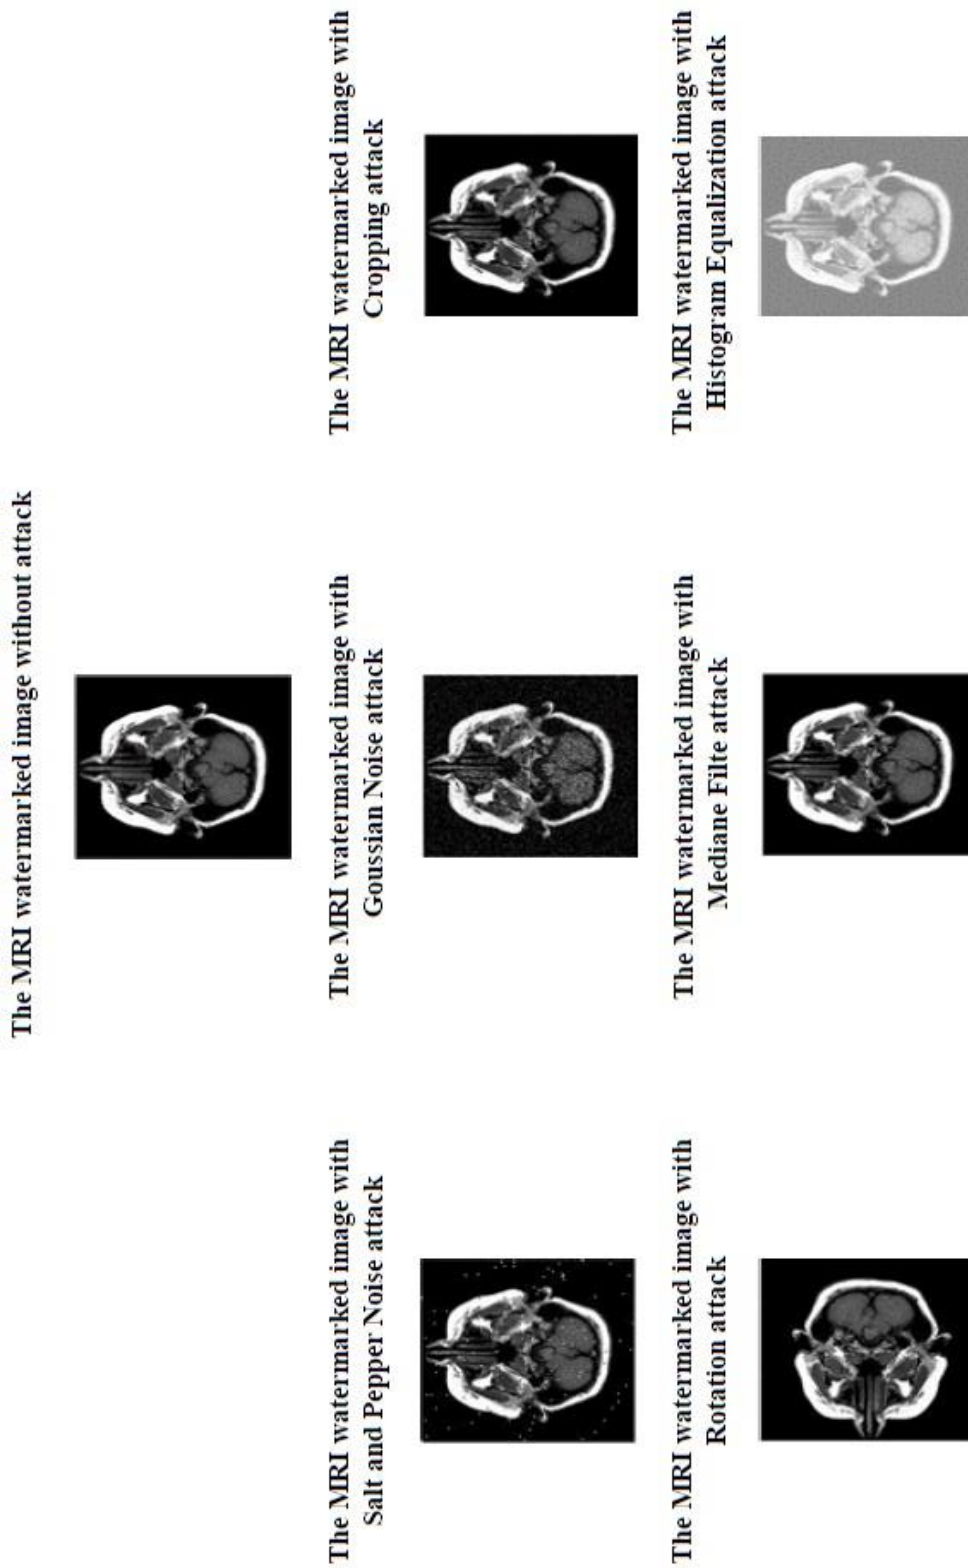 The MRI watermarked image without attack
The MRI watermarked image with
Salt and Pepper Noise attack
The MRI watermarked image with
Goussian Noise attack
The MRI watermarked image with
Cropping attack
The MRI watermarked image with
Rotation attack
The MRI watermarked image with
Mediane Filte attack
The MRI watermarked image with
Histogram Equalization attack